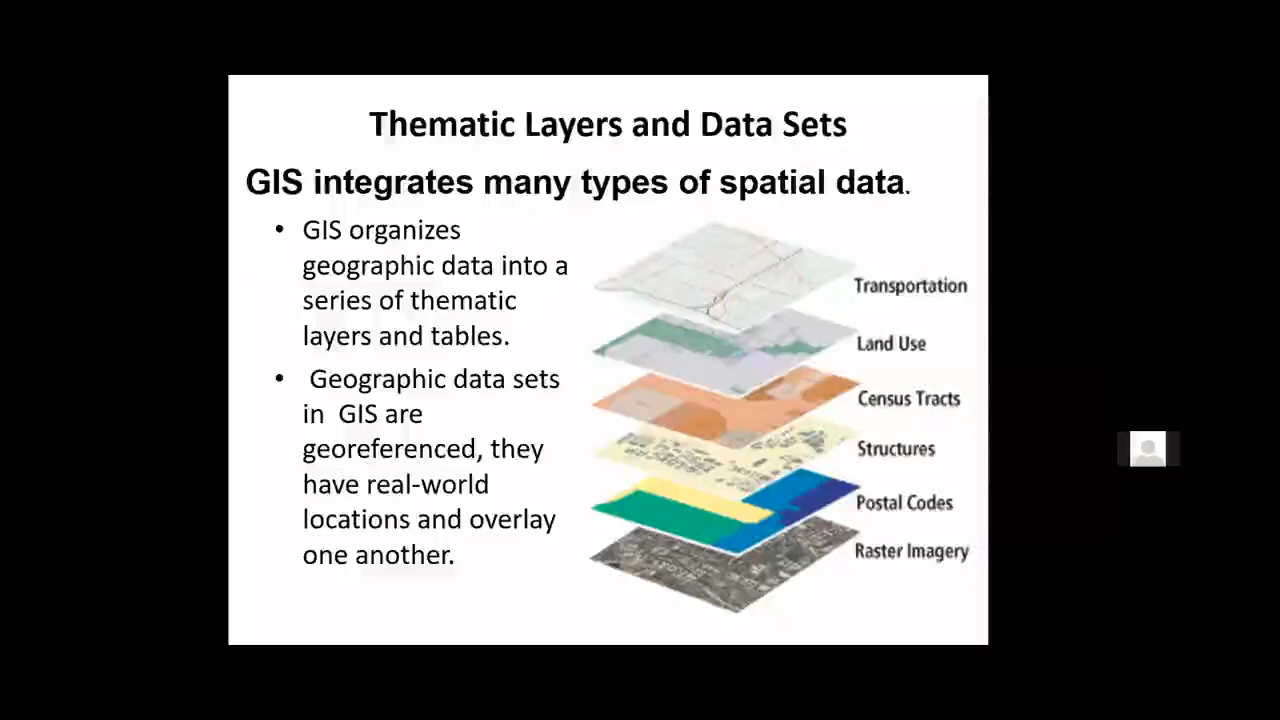 Thematic Layers and Data Sets
GIS integrates many types of spatial data.
• GIS organizes
geographic data into a
series of thematic
layers and tables.
• Geographic data sets
in GIS are
georeferenced, they
have real-world
locations and overlay
one another.
Transportation
Land Use
Census Tracts
Structures
Postal Codes
Raster Imagery